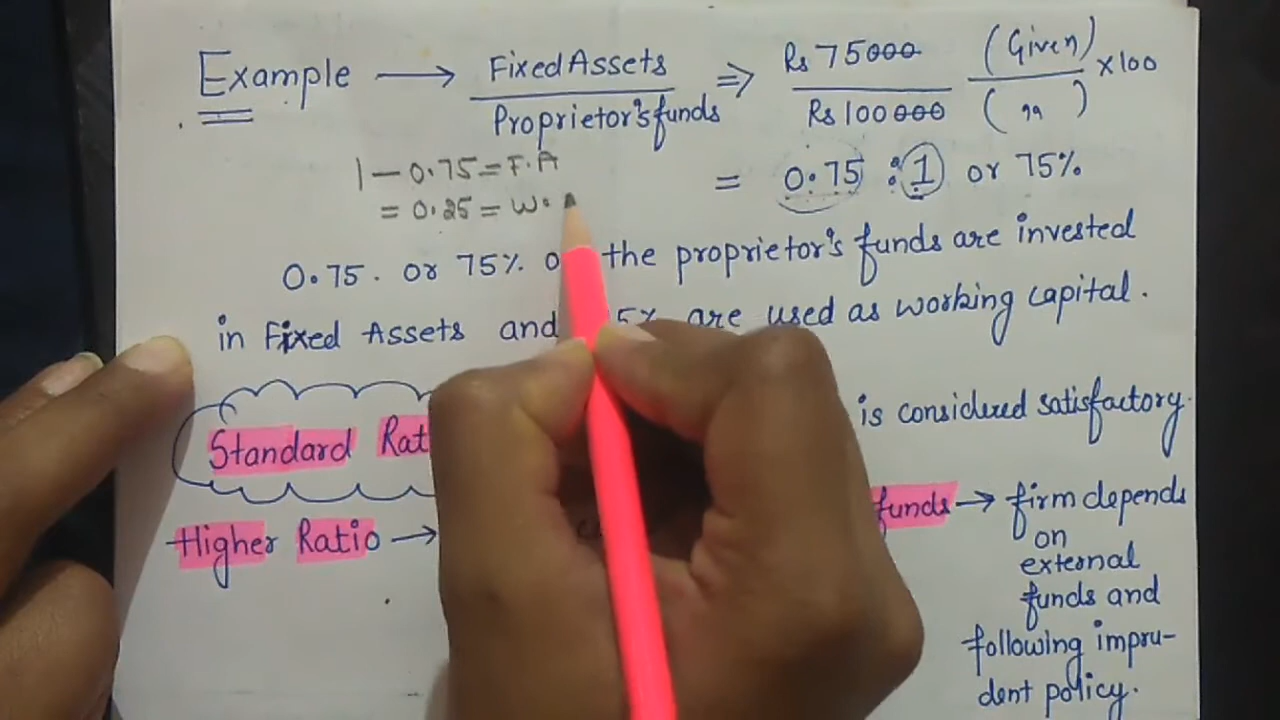 Example → Fixed Assets / Proprietor's funds ⇒ Rs 75000 / Rs 100000 (Given) / ( ,, ) ×100
1 – 0.75 = F.A
= 0.75 : 1 or 75%
= 0.25 = W.
0.75. or 75% the proprietor's funds are invested
in Fixed Assets and 5% are used as working capital.
is considered satisfactory.
Standard
Higher Ratio → funds → firm depends
on
external
funds and
following impru-
dent policy.